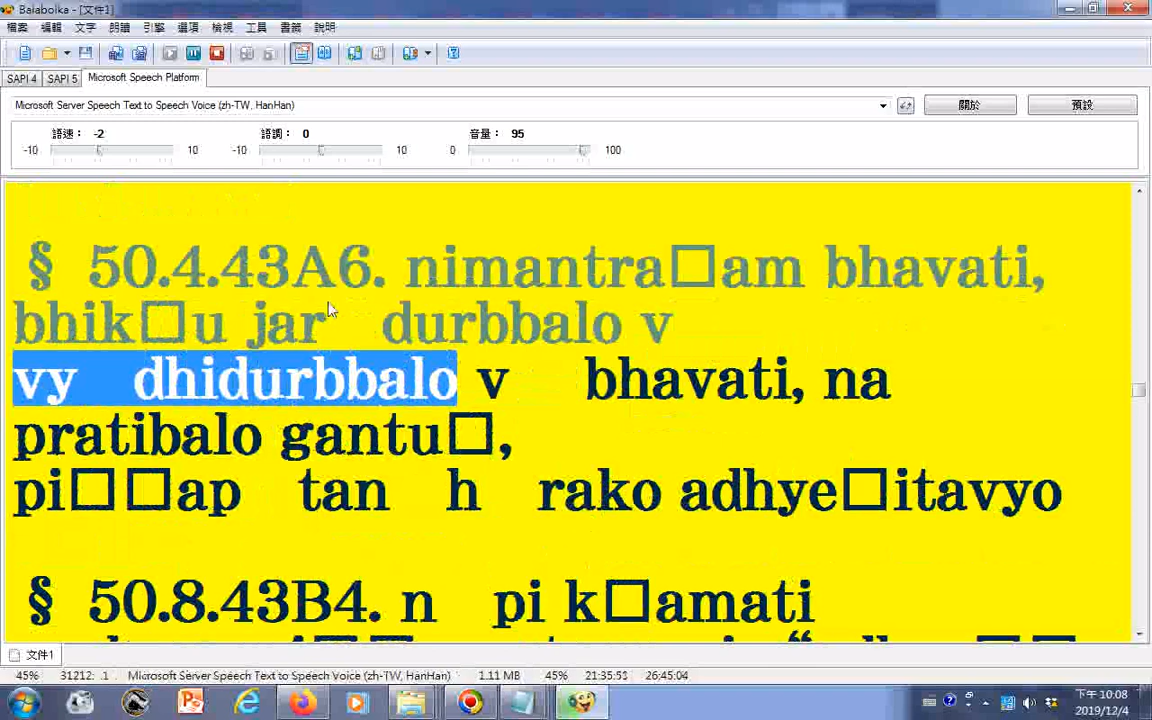 Balabolka - [文件1]
檔案 編輯 文字 朗讀 引擎 選項 檢視 工具 書籤 說明
SAPI 4 SAPI 5 Microsoft Speech Platform
Microsoft Server Speech Text to Speech Voice (zh-TW, HanHan) 關於 預設
語速： -2 語調： 0 音量： 95
-10 10 -10 10 0 100
§ 50.4.43A6. nimantra□am bhavati,
bhik□u jar durbbalo v
vy dhidurbbalo v bhavati, na
pratibalo gantu□,
pi□□ap tan h rako adhye□itavyo
§ 50.8.43B4. n pi k□amati
文件1
45% 31212: .1 Microsoft Server Speech Text to Speech Voice (zh-TW, HanHan) 1.11 MB 45% 21:35:51 26:45:04
下午 10:08
2019/12/4